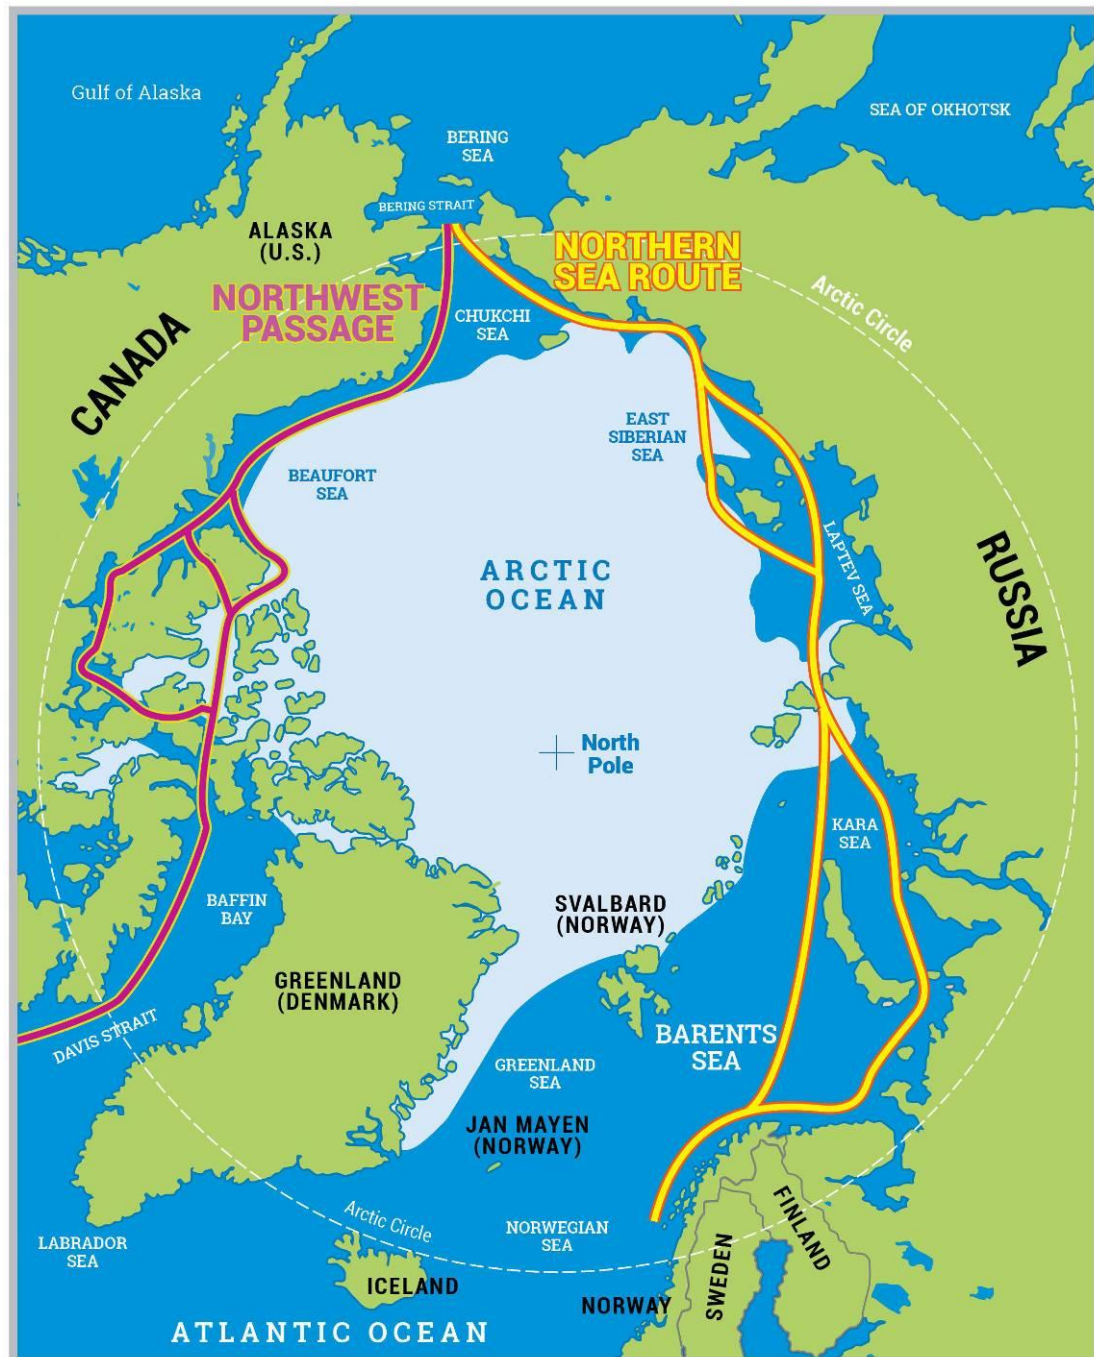 Gulf of Alaska
SEA OF OKHOTSK
BERING
SEA
BERING STRAIT
ALASKA
(U.S.)
NORTHERN
SEA ROUTE
Arctic Circle
NORTHWEST
PASSAGE
CHUKCHI
SEA
CANADA
EAST
SIBERIAN
SEA
BEAUFORT
SEA
LAPTEV SEA
RUSSIA
ARCTIC
OCEAN
North
Pole
KARA
SEA
BAFFIN
BAY
SVALBARD
(NORWAY)
GREENLAND
(DENMARK)
DAVIS STRAIT
BARENTS
SEA
GREENLAND
SEA
JAN MAYEN
(NORWAY)
Arctic Circle
NORWEGIAN
SEA
LABRADOR
SEA
ICELAND
NORWAY
SWEDEN
FINLAND
ATLANTIC OCEAN